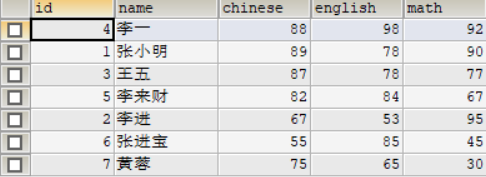 id name chinese english math
4 李一 88 98 92
1 张小明 89 78 90
3 王五 87 78 77
5 李来财 82 84 67
2 李进 67 53 95
6 张进宝 55 85 45
7 黄蓉 75 65 30